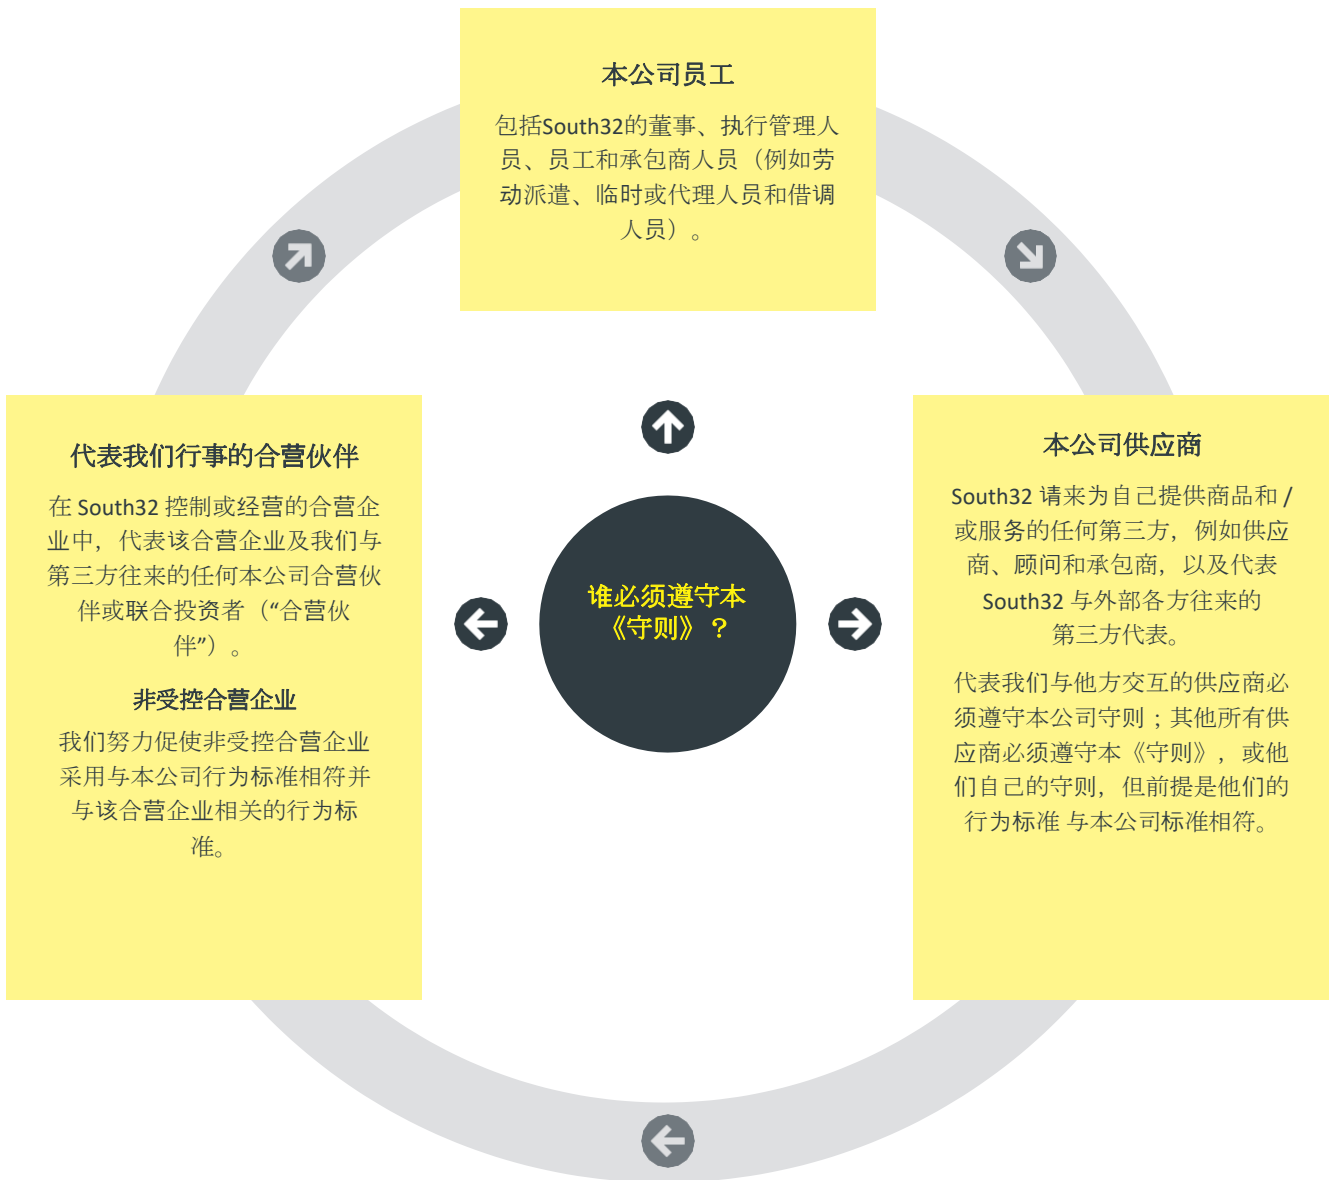 本公司员工
包括South32的董事、执行管理人
员、员工和承包商人员（例如劳
动派遣、临时或代理人员和借调
人员）。
代表我们行事的合营伙伴
在 South32 控制或经营的合营企
业中，代表该合营企业及我们与
第三方往来的任何本公司合营伙
伴或联合投资者（“合营伙
伴”）。
非受控合营企业
我们努力促使非受控合营企业
采用与本公司行为标准相符并
与该合营企业相关的行为标
准。
谁必须遵守本
《守则》？
本公司供应商
South32 请来为自己提供商品和 /
或服务的任何第三方，例如供应
商、顾问和承包商，以及代表
South32 与外部各方往来的
第三方代表。
代表我们与他方交互的供应商必
须遵守本公司守则；其他所有供
应商必须遵守本《守则》，或他
们自己的守则，但前提是他们的
行为标准 与本公司标准相符。